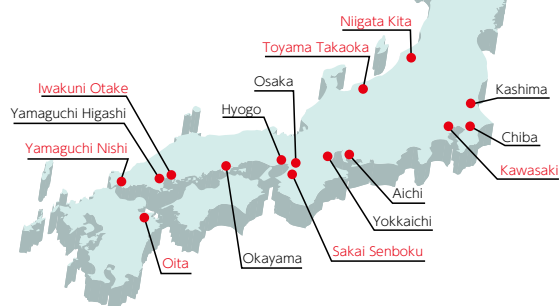 Niigata Kita
Toyama Takaoka
Osaka
Iwakuni Otake
Kashima
Hyogo
Yamaguchi Higashi
Chiba
Yamaguchi Nishi
Kawasaki
Aichi
Yokkaichi
Sakai Senboku
Okayama
Oita